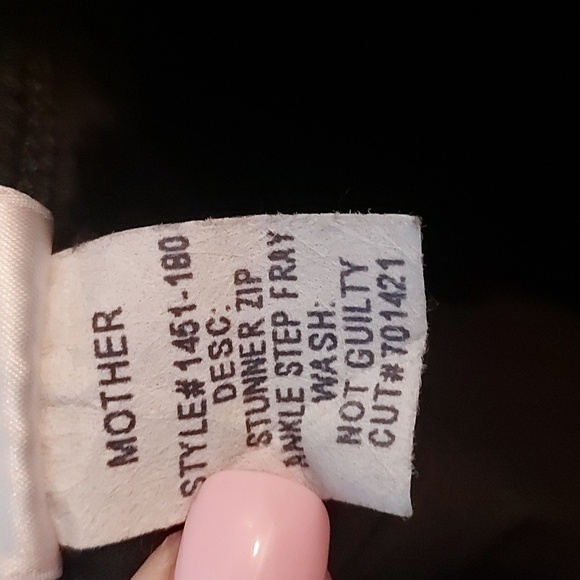 MOTHER
STYLE#1451-180
DESC:
STUNNER ZIP
ANKLE STEP FRAY
WASH:
NOT GUILTY
CUT#701421